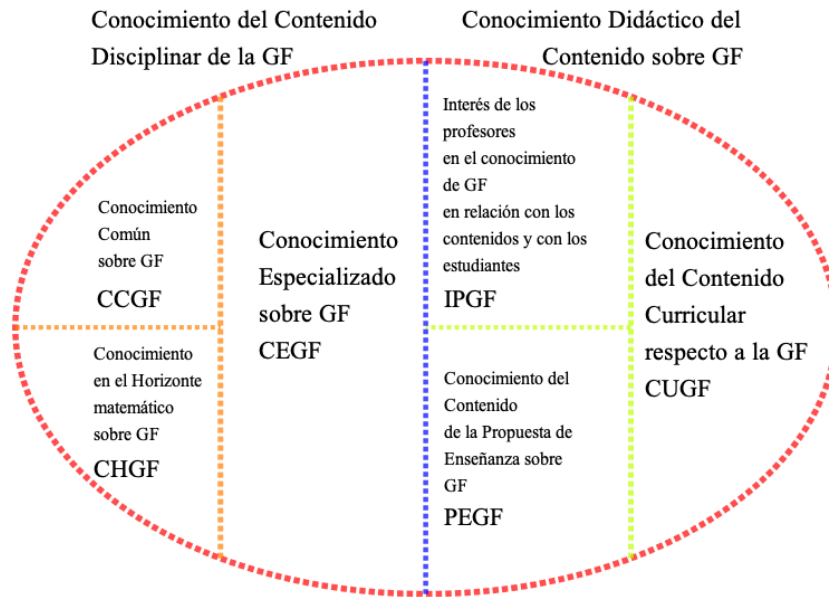 Conocimiento del Contenido
Disciplinar de la GF
Conocimiento Didáctico del
Contenido sobre GF
Conocimiento
Común
sobre GF
CCGF
Conocimiento
en el Horizonte
matemático
sobre GF
CHGF
Conocimiento
Especializado
sobre GF
CEGF
Interés de los
profesores
en el conocimiento
de GF
en relación con los
contenidos y con los
estudiantes
IPGF
Conocimiento del
Contenido
de la Propuesta de
Enseñanza sobre
GF
PEGF
Conocimiento
del Contenido
Curricular
respecto a la GF
CUGF